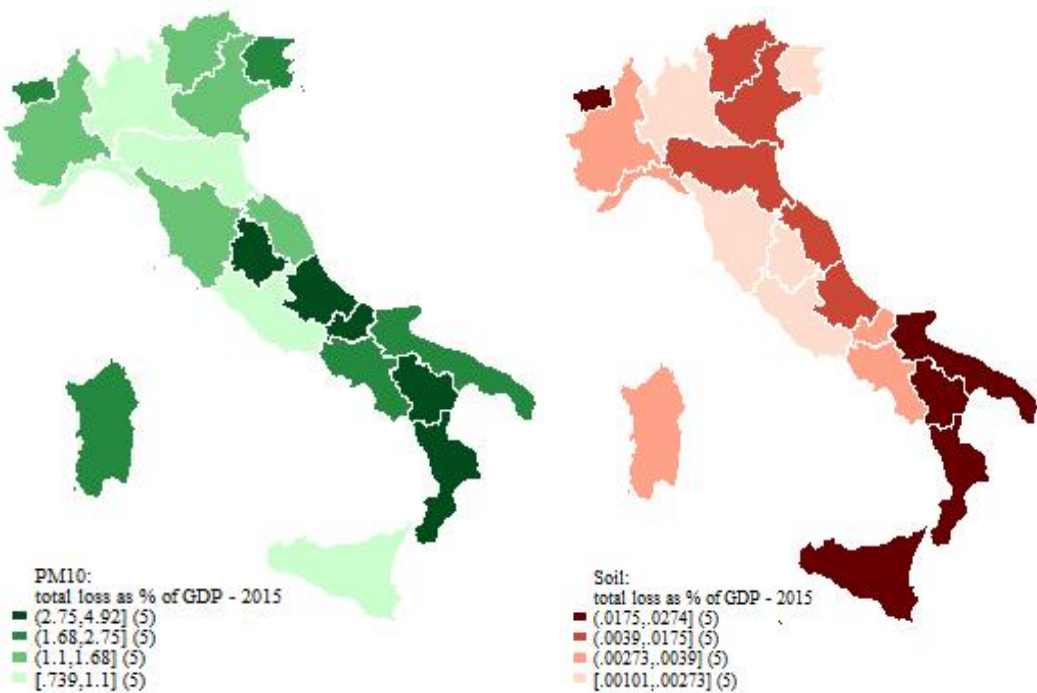 PM10:
total loss as % of GDP - 2015
(2.75,4.92] (5)
(1.68,2.75] (5)
(1.1,1.68] (5)
[.739,1.1] (5)
Soil:
total loss as % of GDP - 2015
(.0175,.0274] (5)
(.0039,.0175] (5)
(.00273,.0039] (5)
[.00101,.00273] (5)